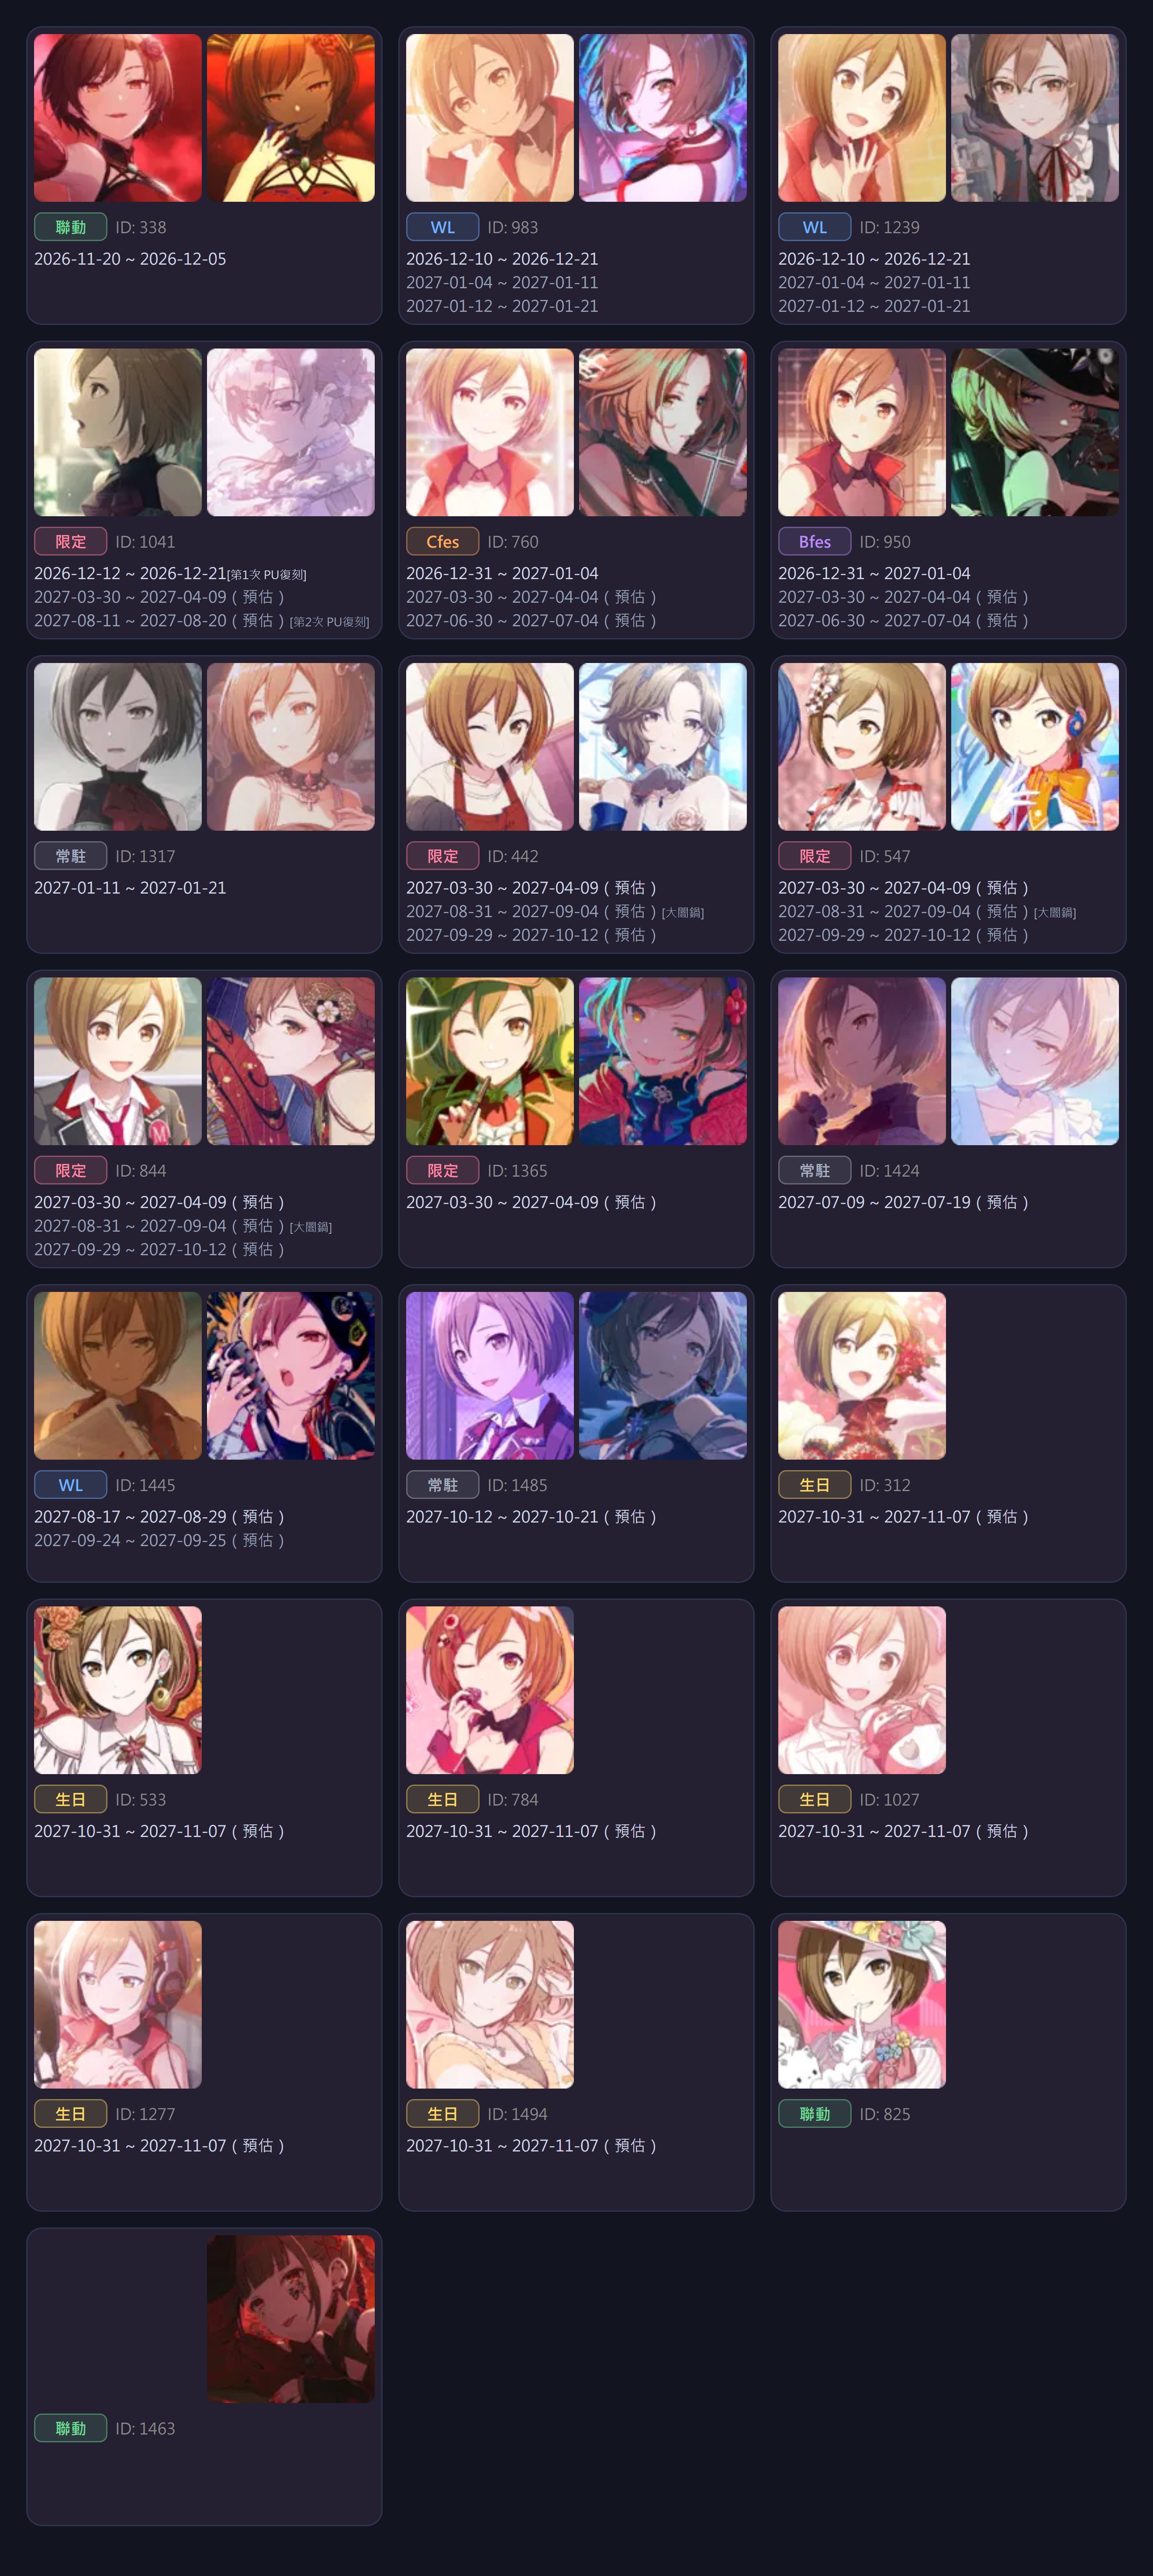 聯動 ID: 338
2026-11-20 ~ 2026-12-05
WL ID: 983
2026-12-10 ~ 2026-12-21
2027-01-04 ~ 2027-01-11
2027-01-12 ~ 2027-01-21
WL ID: 1239
2026-12-10 ~ 2026-12-21
2027-01-04 ~ 2027-01-11
2027-01-12 ~ 2027-01-21
限定 ID: 1041
2026-12-12 ~ 2026-12-21[第1次 PU復刻]
2027-03-30 ~ 2027-04-09 ( 預估 )
2027-08-11 ~ 2027-08-20 ( 預估 ) [第2次 PU復刻]
Cfes ID: 760
2026-12-31 ~ 2027-01-04
2027-03-30 ~ 2027-04-04 ( 預估 )
2027-06-30 ~ 2027-07-04 ( 預估 )
Bfes ID: 950
2026-12-31 ~ 2027-01-04
2027-03-30 ~ 2027-04-04 ( 預估 )
2027-06-30 ~ 2027-07-04 ( 預估 )
常駐 ID: 1317
2027-01-11 ~ 2027-01-21
限定 ID: 442
2027-03-30 ~ 2027-04-09 ( 預估 )
2027-08-31 ~ 2027-09-04 ( 預估 ) [大閤鍋]
2027-09-29 ~ 2027-10-12 ( 預估 )
限定 ID: 547
2027-03-30 ~ 2027-04-09 ( 預估 )
2027-08-31 ~ 2027-09-04 ( 預估 ) [大閤鍋]
2027-09-29 ~ 2027-10-12 ( 預估 )
限定 ID: 844
2027-03-30 ~ 2027-04-09 ( 預估 )
2027-08-31 ~ 2027-09-04 ( 預估 ) [大閤鍋]
2027-09-29 ~ 2027-10-12 ( 預估 )
限定 ID: 1365
2027-03-30 ~ 2027-04-09 ( 預估 )
常駐 ID: 1424
2027-07-09 ~ 2027-07-19 ( 預估 )
WL ID: 1445
2027-08-17 ~ 2027-08-29 ( 預估 )
2027-09-24 ~ 2027-09-25 ( 預估 )
常駐 ID: 1485
2027-10-12 ~ 2027-10-21 ( 預估 )
生日 ID: 312
2027-10-31 ~ 2027-11-07 ( 預估 )
生日 ID: 533
2027-10-31 ~ 2027-11-07 ( 預估 )
生日 ID: 784
2027-10-31 ~ 2027-11-07 ( 預估 )
生日 ID: 1027
2027-10-31 ~ 2027-11-07 ( 預估 )
生日 ID: 1277
2027-10-31 ~ 2027-11-07 ( 預估 )
生日 ID: 1494
2027-10-31 ~ 2027-11-07 ( 預估 )
聯動 ID: 825
聯動 ID: 1463